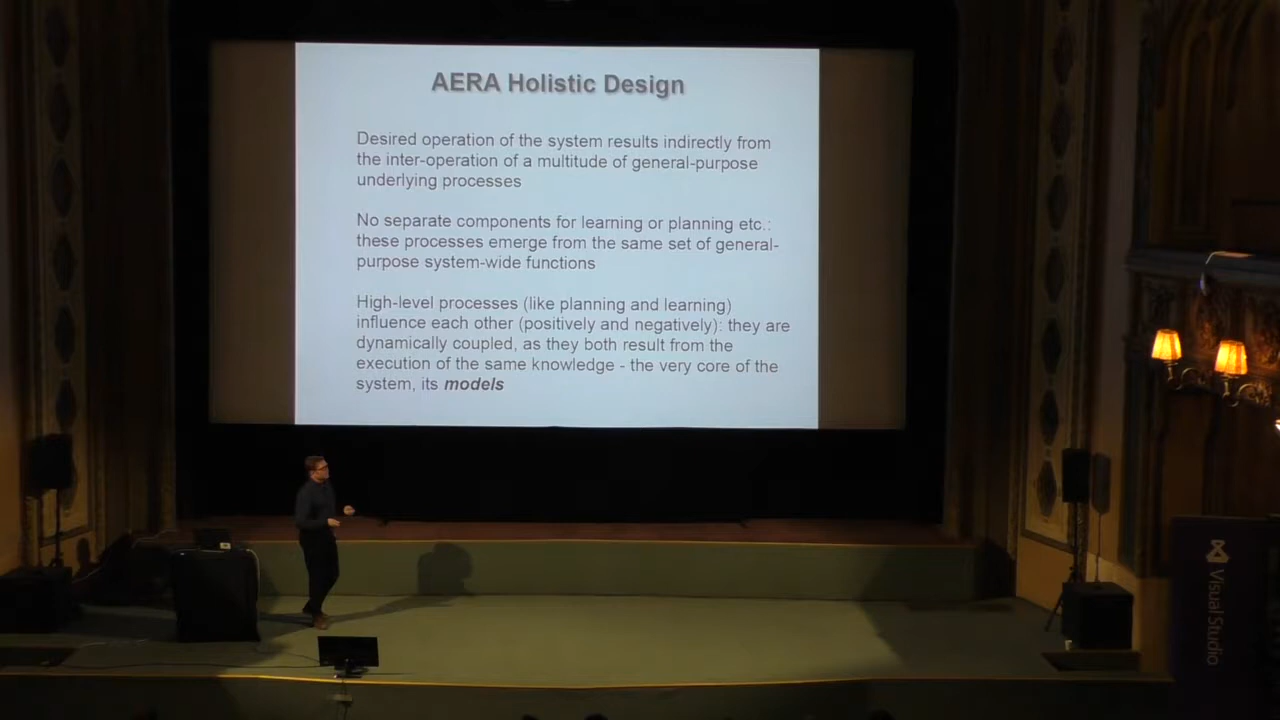 AERA Holistic Design
Desired operation of the system results indirectly from
the inter-operation of a multitude of general-purpose
underlying processes
No separate components for learning or planning etc.:
these processes emerge from the same set of general-
purpose system-wide functions
High-level processes (like planning and learning)
influence each other (positively and negatively): they are
dynamically coupled, as they both result from the
execution of the same knowledge - the very core of the
system, its models
Visual Studio